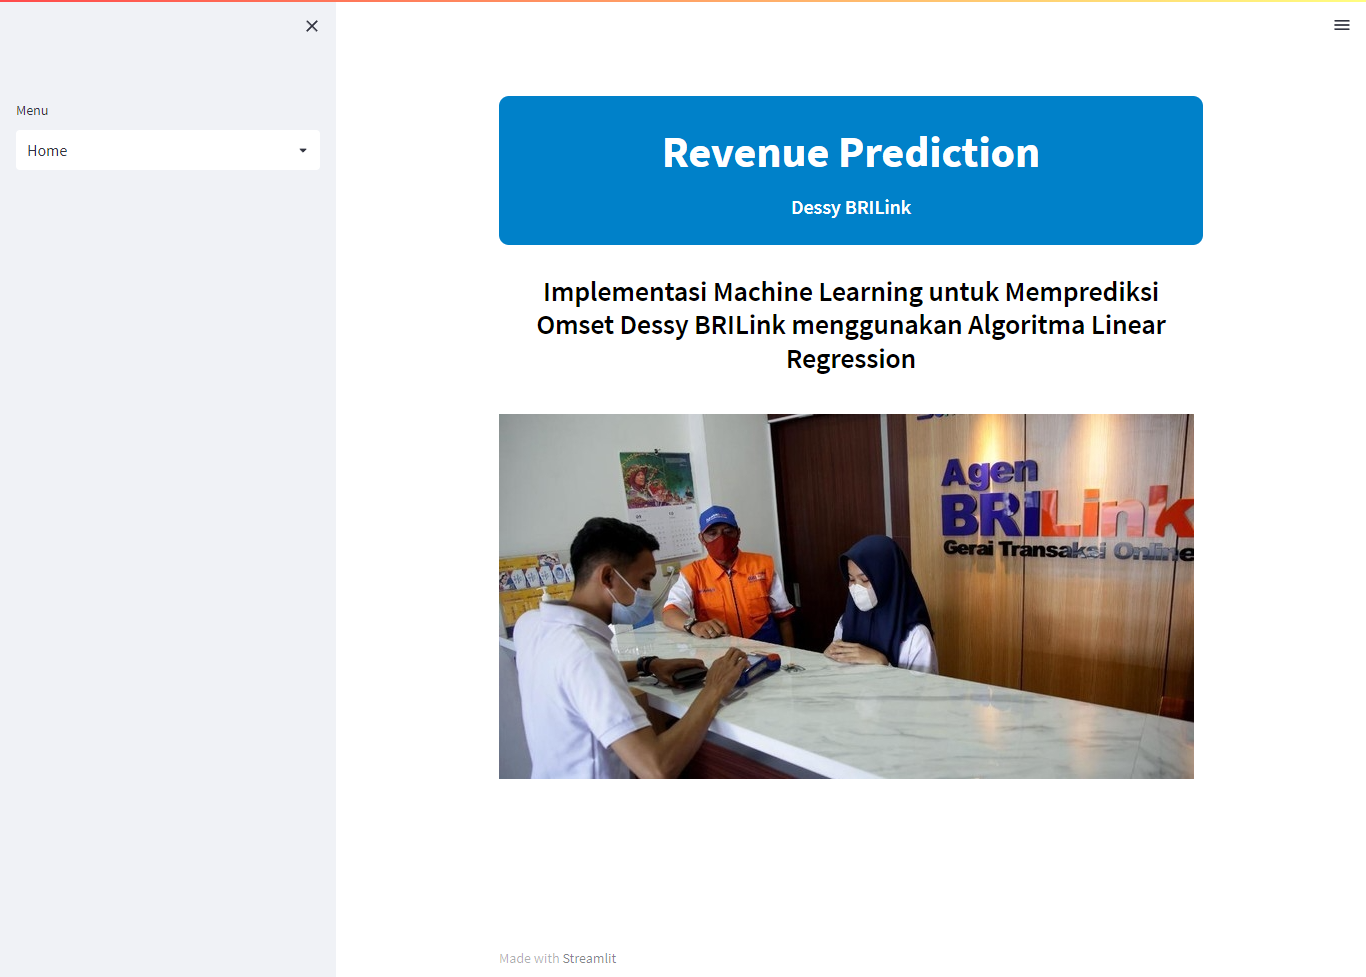 Menu
Home
Revenue Prediction
Dessy BRILink
Implementasi Machine Learning untuk Memprediksi
Omset Dessy BRILink menggunakan Algoritma Linear
Regression
Agen
BRILink
Gerai Transaksi Online
Made with Streamlit